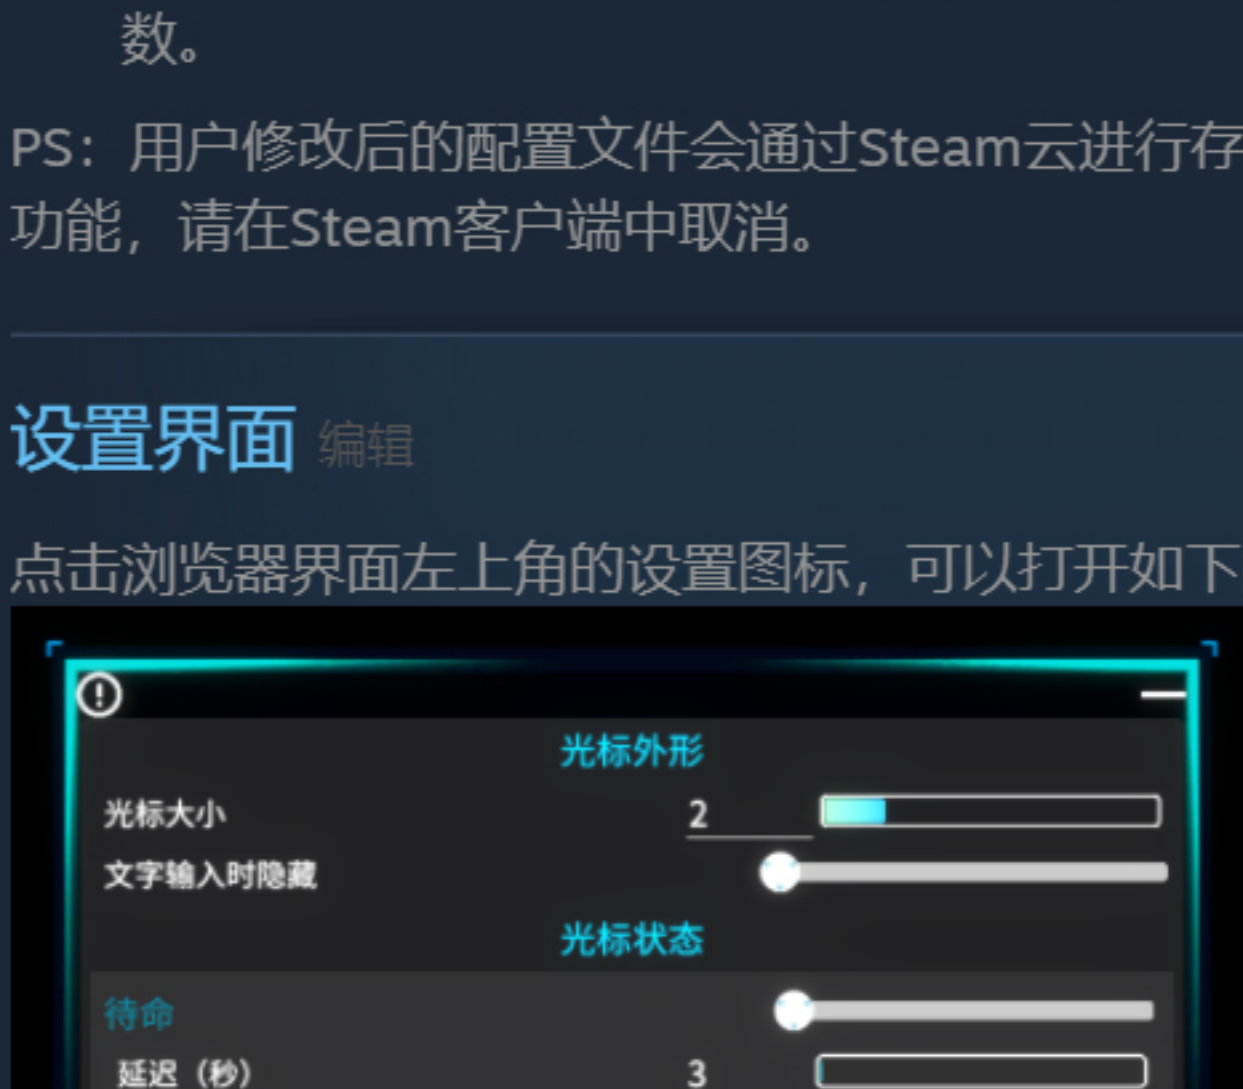 数。
PS：用户修改后的配置文件会通过Steam云进行存
功能，请在Steam客户端中取消。
设置界面 编辑
点击浏览器界面左上角的设置图标，可以打开如下
光标外形
光标大小 2
文字输入时隐藏
光标状态
待命
延迟（秒） 3